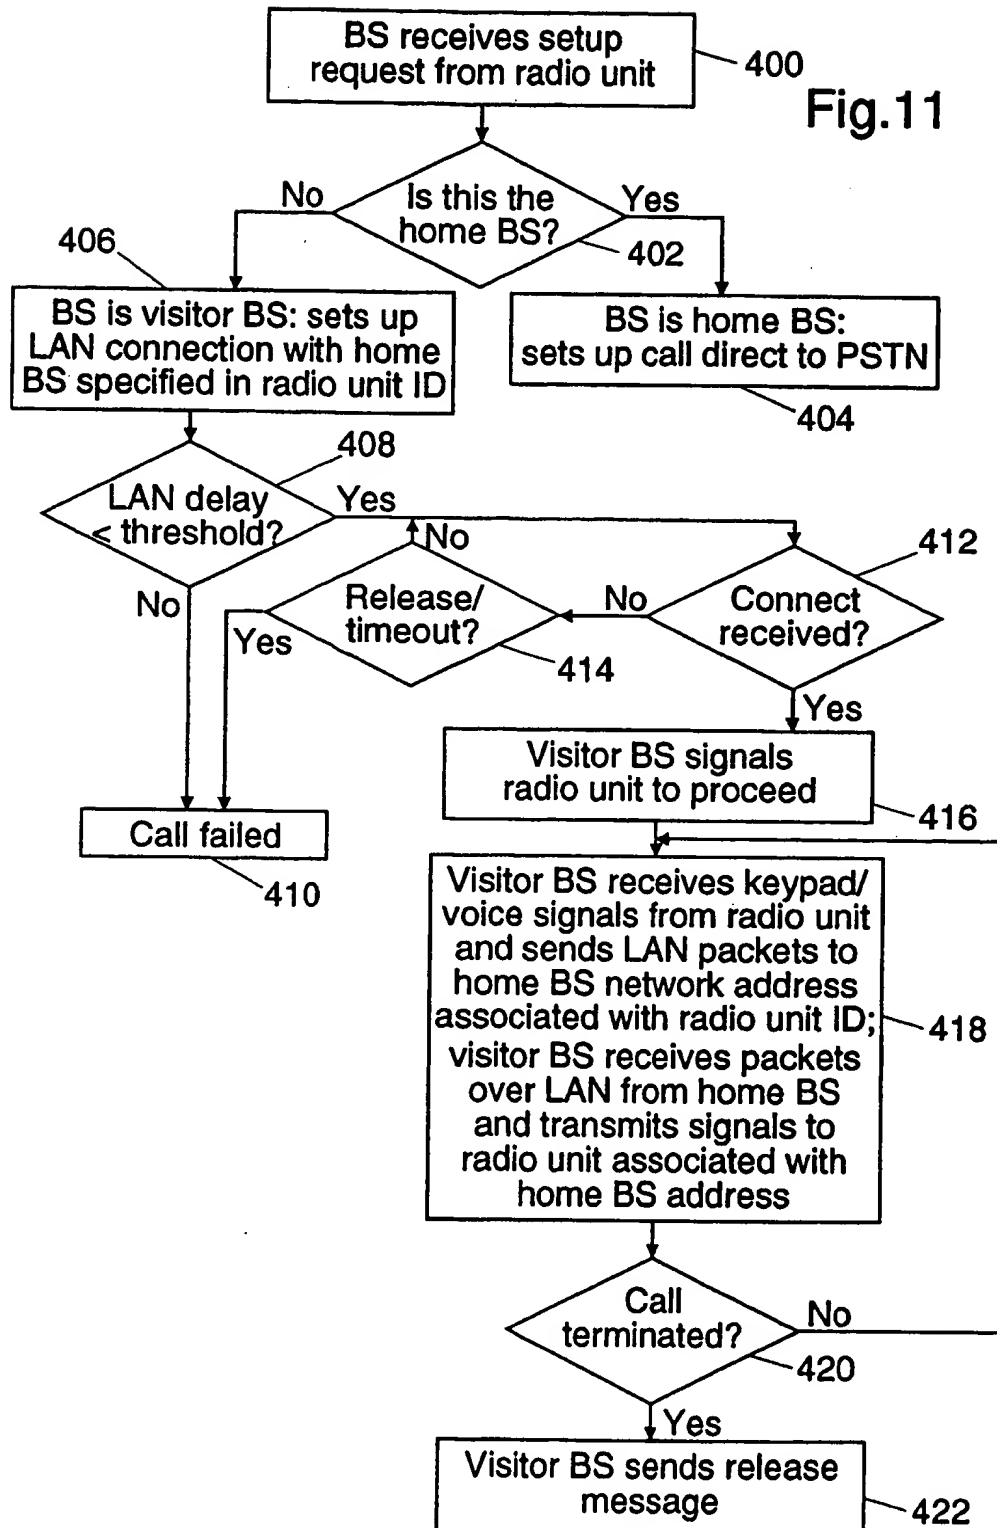 BS receives setup
request from radio unit
400
Fig.11
Is this the
home BS?
No
Yes
402
406
BS is visitor BS: sets up
LAN connection with home
BS specified in radio unit ID
BS is home BS:
sets up call direct to PSTN
404
408
LAN delay
< threshold?
Yes
No
No
412
Release/
timeout?
No
Connect
received?
Yes
414
Yes
Visitor BS signals
radio unit to proceed
416
Call failed
410
Visitor BS receives keypad/
voice signals from radio unit
and sends LAN packets to
home BS network address
associated with radio unit ID;
visitor BS receives packets
over LAN from home BS
and transmits signals to
radio unit associated with
home BS address
418
Call
terminated?
No
420
Yes
Visitor BS sends release
message
422